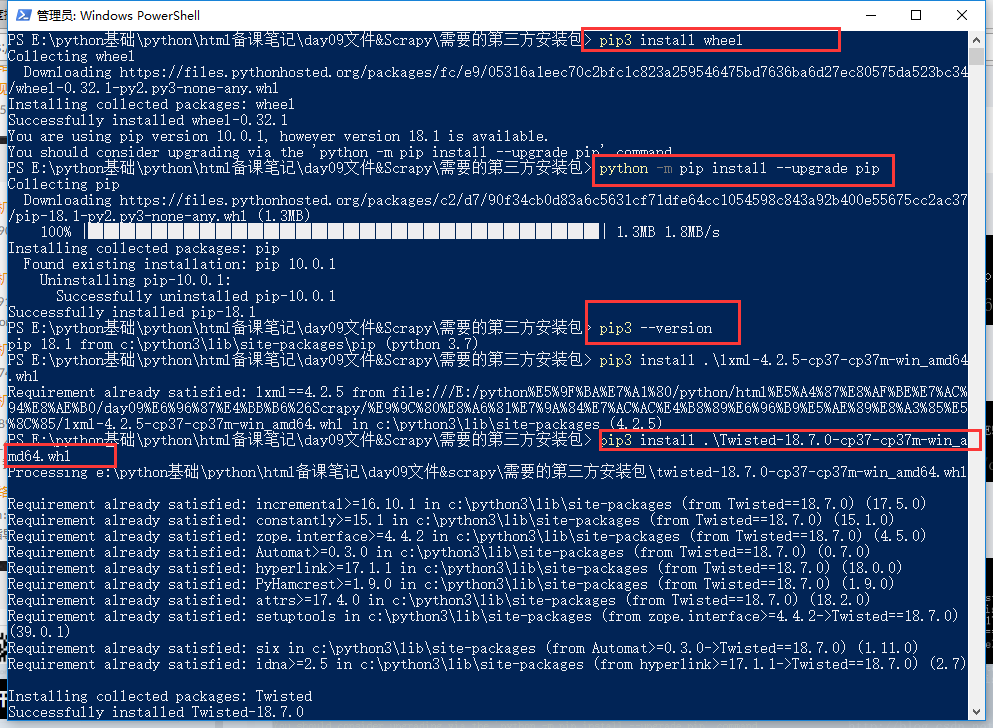 管理员: Windows PowerShell
PS E:\python基础\python\html备课笔记\day09文件&Scrapy\需要的第三方安装包> pip3 install wheel
Collecting wheel
  Downloading https://files.pythonhosted.org/packages/fc/e9/05316a1eec70c2bfc1c823a259546475bd7636ba6d27ec80575da523bc34
/wheel-0.32.1-py2.py3-none-any.whl
Installing collected packages: wheel
Successfully installed wheel-0.32.1
You are using pip version 10.0.1, however version 18.1 is available.
You should consider upgrading via the 'python -m pip install --upgrade pip' command.
PS E:\python基础\python\html备课笔记\day09文件&Scrapy\需要的第三方安装包> python -m pip install --upgrade pip
Collecting pip
  Downloading https://files.pythonhosted.org/packages/c2/d7/90f34cb0d83a6c5631cf71dfe64cc1054598c843a92b400e55675cc2ac37
/pip-18.1-py2.py3-none-any.whl (1.3MB)
    100% |████████████████████████████████| 1.3MB 1.8MB/s
Installing collected packages: pip
  Found existing installation: pip 10.0.1
    Uninstalling pip-10.0.1:
      Successfully uninstalled pip-10.0.1
Successfully installed pip-18.1
PS E:\python基础\python\html备课笔记\day09文件&Scrapy\需要的第三方安装包> pip3 --version
pip 18.1 from c:\python3\lib\site-packages\pip (python 3.7)
PS E:\python基础\python\html备课笔记\day09文件&Scrapy\需要的第三方安装包> pip3 install .\lxml-4.2.5-cp37-cp37m-win_amd64
.whl
Requirement already satisfied: lxml==4.2.5 from file:///E:/python%E5%9F%BA%E7%A1%80/python/html%E5%A4%87%E8%AF%BE%E7%AC%
94%E8%AE%B0/day09%E6%96%87%E4%BB%B6%26Scrapy/%E9%9C%80%E8%A6%81%E7%9A%84%E7%AC%AC%E4%B8%89%E6%96%B9%E5%AE%89%E8%A3%85%E5
%8C%85/lxml-4.2.5-cp37-cp37m-win_amd64.whl in c:\python3\lib\site-packages (4.2.5)
PS E:\python基础\python\html备课笔记\day09文件&Scrapy\需要的第三方安装包> pip3 install .\Twisted-18.7.0-cp37-cp37m-win_a
md64.whl
Processing e:\python基础\python\html备课笔记\day09文件&scrapy\需要的第三方安装包\twisted-18.7.0-cp37-cp37m-win_amd64.whl
Requirement already satisfied: incremental>=16.10.1 in c:\python3\lib\site-packages (from Twisted==18.7.0) (17.5.0)
Requirement already satisfied: constantly>=15.1 in c:\python3\lib\site-packages (from Twisted==18.7.0) (15.1.0)
Requirement already satisfied: zope.interface>=4.4.2 in c:\python3\lib\site-packages (from Twisted==18.7.0) (4.5.0)
Requirement already satisfied: Automat>=0.3.0 in c:\python3\lib\site-packages (from Twisted==18.7.0) (0.7.0)
Requirement already satisfied: hyperlink>=17.1.1 in c:\python3\lib\site-packages (from Twisted==18.7.0) (18.0.0)
Requirement already satisfied: PyHamcrest>=1.9.0 in c:\python3\lib\site-packages (from Twisted==18.7.0) (1.9.0)
Requirement already satisfied: attrs>=17.4.0 in c:\python3\lib\site-packages (from Twisted==18.7.0) (18.2.0)
Requirement already satisfied: setuptools in c:\python3\lib\site-packages (from zope.interface>=4.4.2->Twisted==18.7.0)
(39.0.1)
Requirement already satisfied: six in c:\python3\lib\site-packages (from Automat>=0.3.0->Twisted==18.7.0) (1.11.0)
Requirement already satisfied: idna>=2.5 in c:\python3\lib\site-packages (from hyperlink>=17.1.1->Twisted==18.7.0) (2.7)
Installing collected packages: Twisted
Successfully installed Twisted-18.7.0